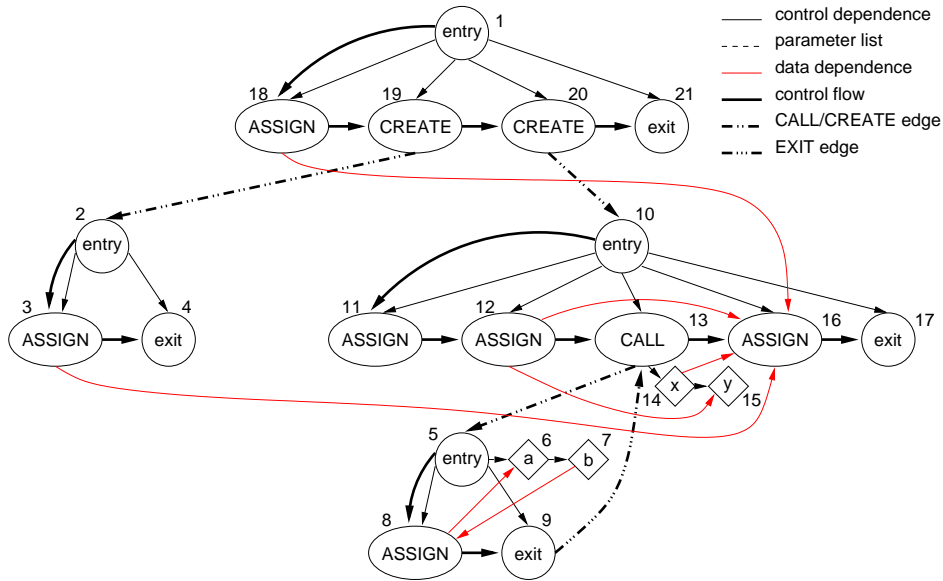 entry 1
control dependence
parameter list
data dependence
control flow
CALL/CREATE edge
EXIT edge
18 19 20 21
ASSIGN CREATE CREATE exit
2 10
entry entry
3 4 11 12 13 16 17
ASSIGN exit ASSIGN ASSIGN CALL ASSIGN exit
x y
14 15
5 6 7
entry a b
8 9
ASSIGN exit